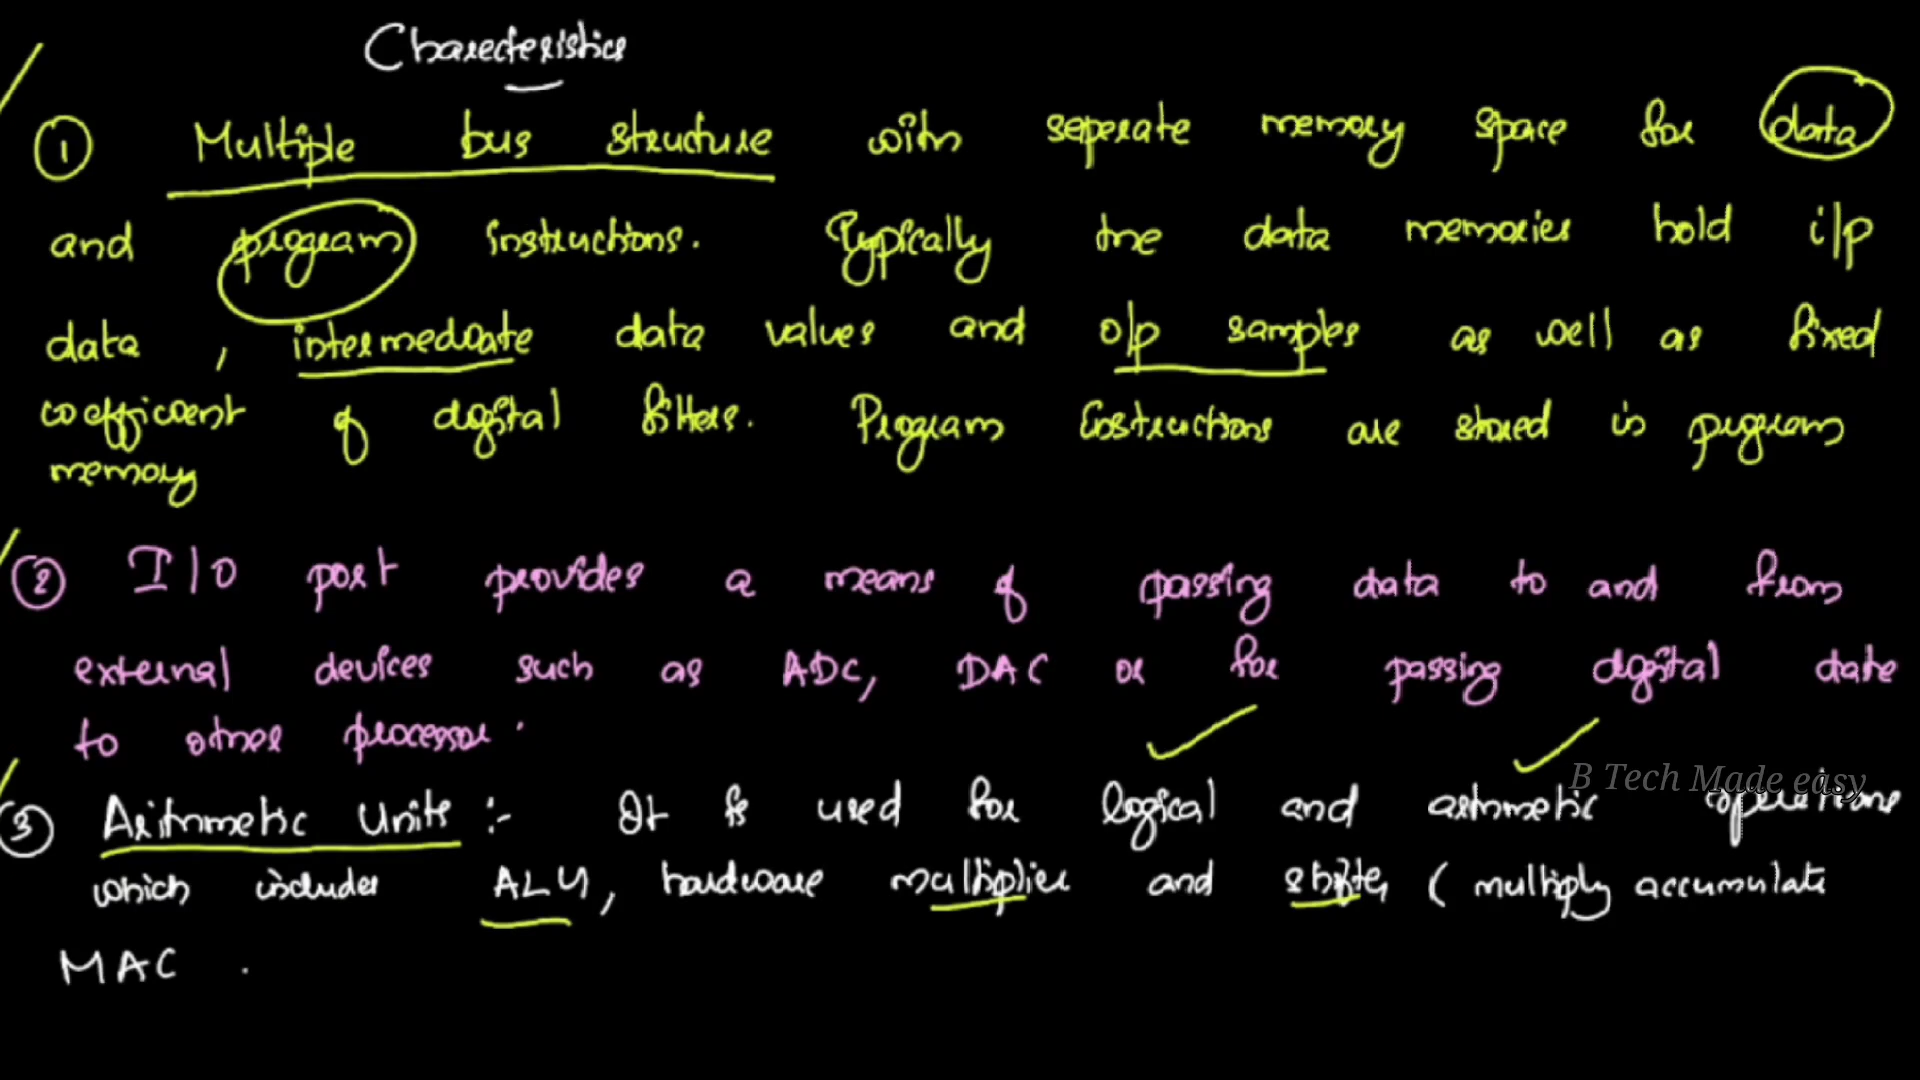 Charecteristics
① Multiple bus structure with seperate memory space for data
and program instructions. Typically the data memories hold i/p
data , intermediate data values and o/p samples as well as fixed
coefficient of digital filters. Program Instructions are stored in program
memory
② I/O port provides a means of passing data to and from
external devices such as ADC, DAC or for passing digital date
to other processor.
③ Arithmetic Units :- It is used for logical and arithmetic operations
B Tech Made easy
which includes ALU, hardware multiplier and shifter, ( multiply accumulate
MAC .